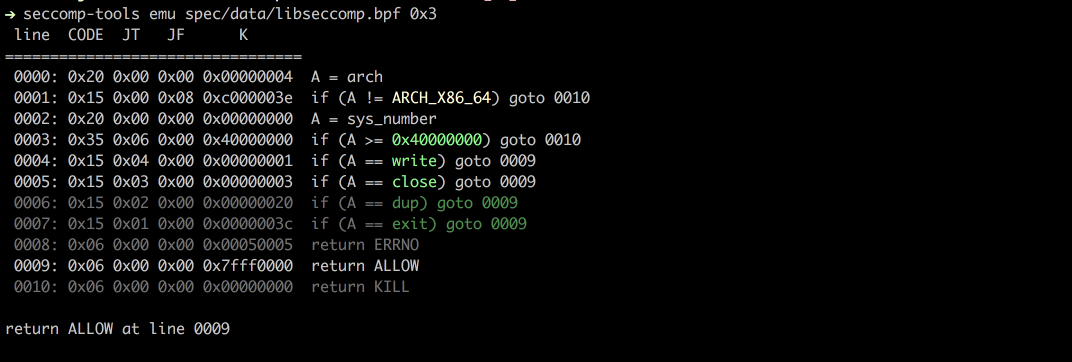 → seccomp-tools emu spec/data/libseccomp.bpf 0x3
line CODE JT JF K
=================================
0000: 0x20 0x00 0x00 0x00000004 A = arch
0001: 0x15 0x00 0x08 0xc000003e if (A != ARCH_X86_64) goto 0010
0002: 0x20 0x00 0x00 0x00000000 A = sys_number
0003: 0x35 0x06 0x00 0x40000000 if (A >= 0x40000000) goto 0010
0004: 0x15 0x04 0x00 0x00000001 if (A == write) goto 0009
0005: 0x15 0x03 0x00 0x00000003 if (A == close) goto 0009
0006: 0x15 0x02 0x00 0x00000020 if (A == dup) goto 0009
0007: 0x15 0x01 0x00 0x0000003c if (A == exit) goto 0009
0008: 0x06 0x00 0x00 0x00050005 return ERRNO
0009: 0x06 0x00 0x00 0x7fff0000 return ALLOW
0010: 0x06 0x00 0x00 0x00000000 return KILL
return ALLOW at line 0009